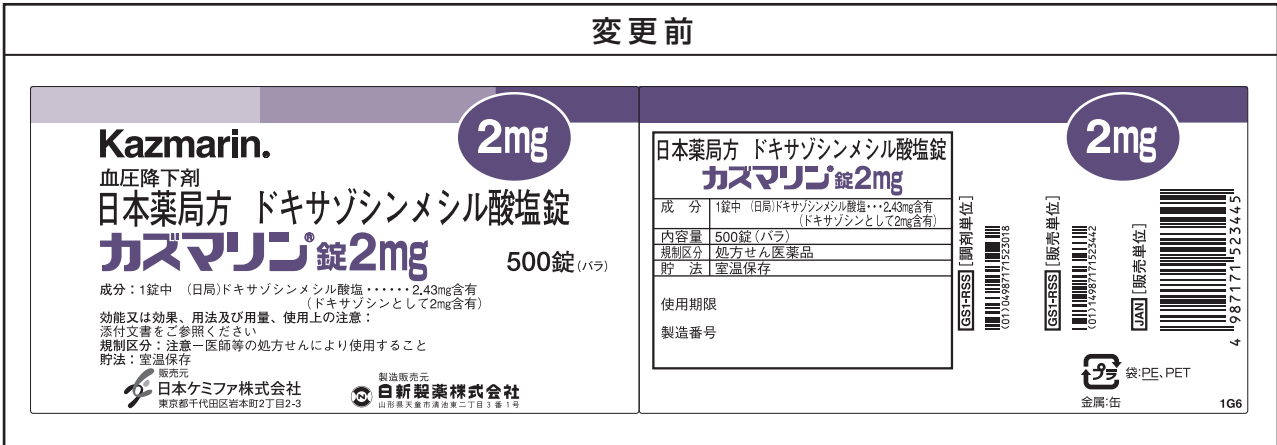 変更前
Kazmarin.
2mg
血圧降下剤
日本薬局方 ドキサゾシンメシル酸塩錠
カズマリン®錠2mg
500錠(バラ)
成分：1錠中 (日局)ドキサゾシンメシル酸塩・・・・・・2.43mg含有
(ドキサゾシンとして2mg含有)
効能又は効果、用法及び用量、使用上の注意：
添付文書をご参照ください
規制区分：注意ー医師等の処方せんにより使用すること
貯法：室温保存
販売元
日本ケミファ株式会社
東京都千代田区岩本町2丁目2-3
製造販売元
N
日新製薬株式会社
山形県天童市清池東二丁目3番1号
2mg
日本薬局方 ドキサゾシンメシル酸塩錠
カズマリン®錠2mg
成 分 1錠中 (日局)ドキサゾシンメシル酸塩・・・2.43mg含有
(ドキサゾシンとして2mg含有)
内容量 500錠(バラ)
規制区分 処方せん医薬品
貯 法 室温保存
使用期限
製造番号
GS1-RSS [調剤単位]
(01)04987171523018
GS1-RSS [販売単位]
(01)14987171523442
JAN [販売単位]
4 987171 523445
プラ 袋:PE、PET
金属:缶
1G6